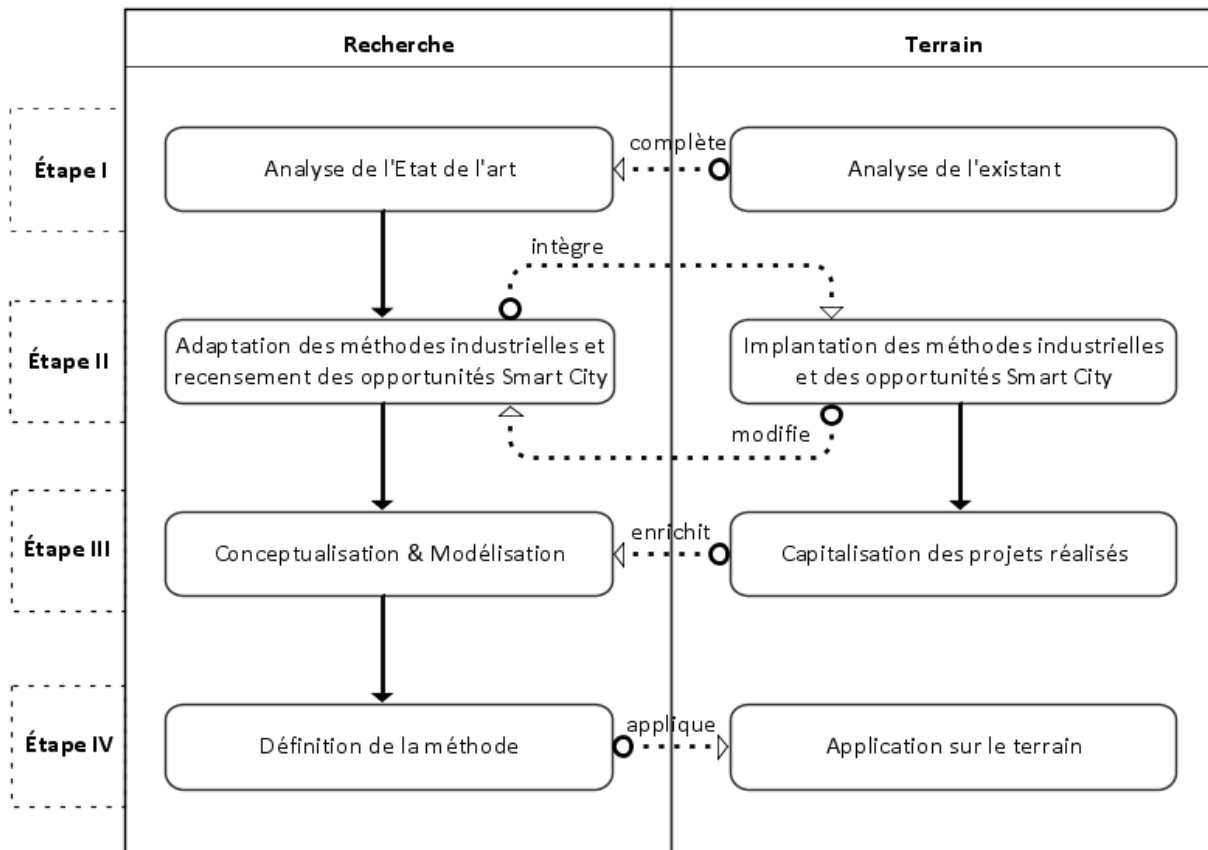 Recherche
Terrain
Étape I
Analyse de l'Etat de l'art
complète
Analyse de l'existant
intègre
Étape II
Adaptation des méthodes industrielles et
recensement des opportunités Smart City
Implantation des méthodes industrielles
et des opportunités Smart City
modifie
Étape III
Conceptualisation & Modélisation
enrichit
Capitalisation des projets réalisés
Étape IV
Définition de la méthode
applique
Application sur le terrain